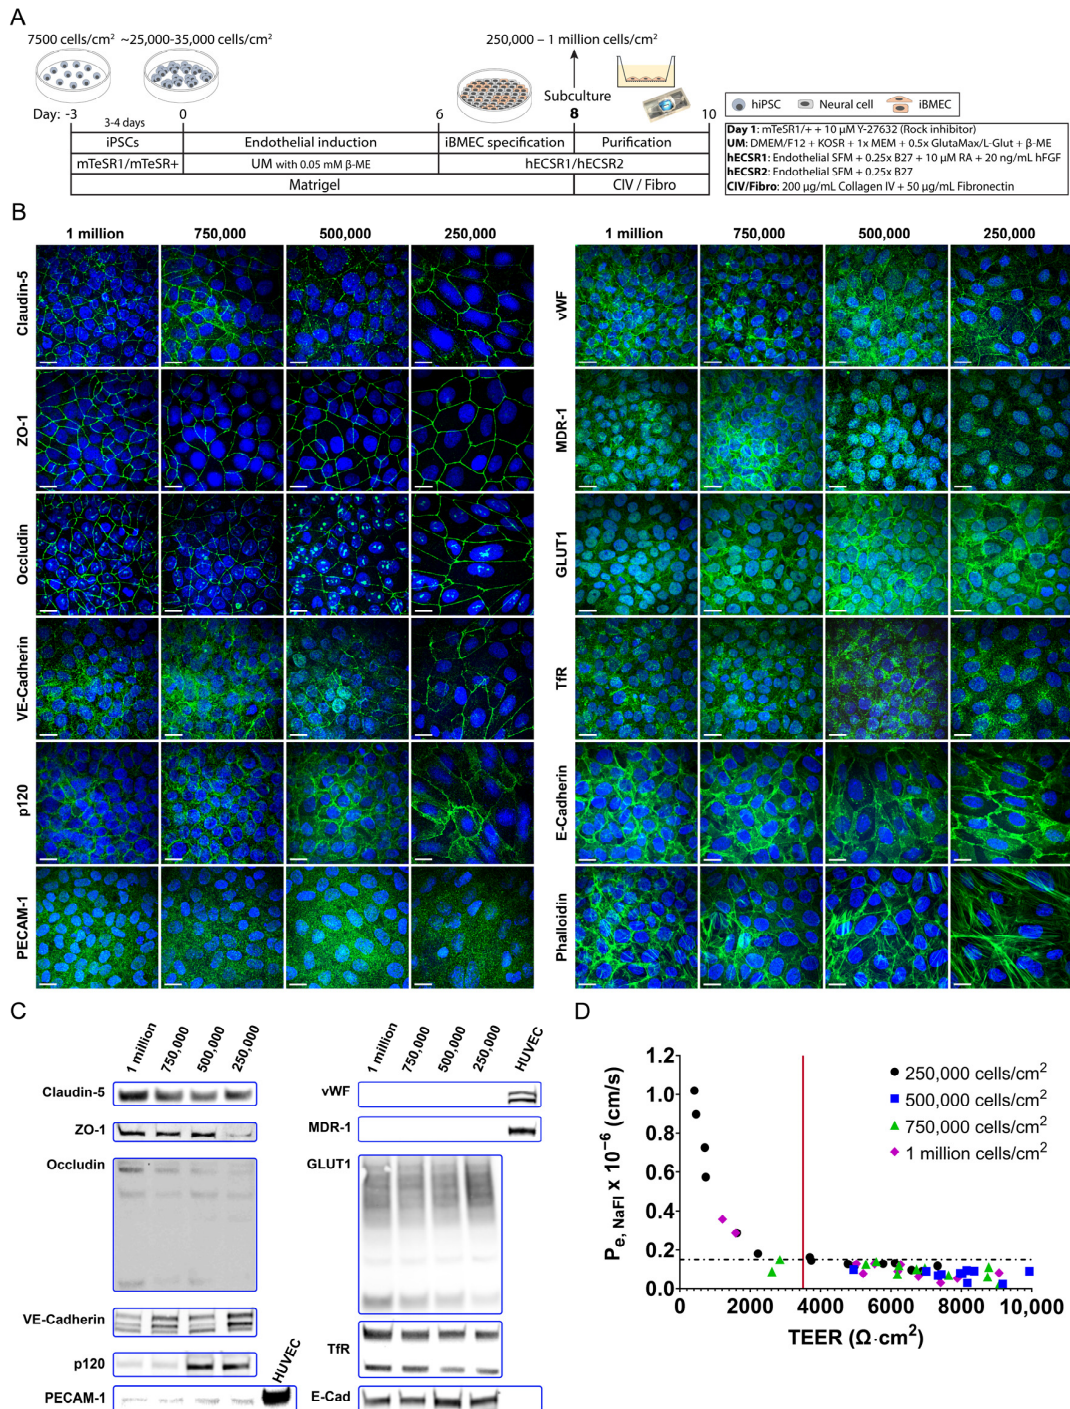 A
7500 cells/cm² ~25,000-35,000 cells/cm²
250,000 – 1 million cells/cm²
Subculture
Day: -3 0 6 8 10
3-4 days
iPSCs Endothelial induction iBMEC specification Purification
mTeSR1/mTeSR+ UM with 0.05 mM β-ME hECSR1/hECSR2
Matrigel CIV / Fibro
hiPSC Neural cell iBMEC
Day 1: mTeSR1/+ + 10 µM Y-27632 (Rock inhibitor)
UM: DMEM/F12 + KOSR + 1x MEM + 0.5x GlutaMax/L-Glut + β-ME
hECSR1: Endothelial SFM + 0.25x B27 + 10 µM RA + 20 ng/mL hFGF
hECSR2: Endothelial SFM + 0.25x B27
CIV/Fibro: 200 µg/mL Collagen IV + 50 µg/mL Fibronectin
B
1 million 750,000 500,000 250,000
Claudin-5
ZO-1
Occludin
VE-Cadherin
p120
PECAM-1
1 million 750,000 500,000 250,000
vWF
MDR-1
GLUT1
TfR
E-Cadherin
Phalloidin
C
1 million 750,000 500,000 250,000
Claudin-5
ZO-1
Occludin
VE-Cadherin
p120
HUVEC
PECAM-1
1 million 750,000 500,000 250,000 HUVEC
vWF
MDR-1
GLUT1
TfR
E-Cad
D
Pe, NaFl x 10⁻⁶ (cm/s)
1.2
1.0
0.8
0.6
0.4
0.2
0.0
0 2000 4000 6000 8000 10,000
TEER (Ω·cm²)
250,000 cells/cm²
500,000 cells/cm²
750,000 cells/cm²
1 million cells/cm²